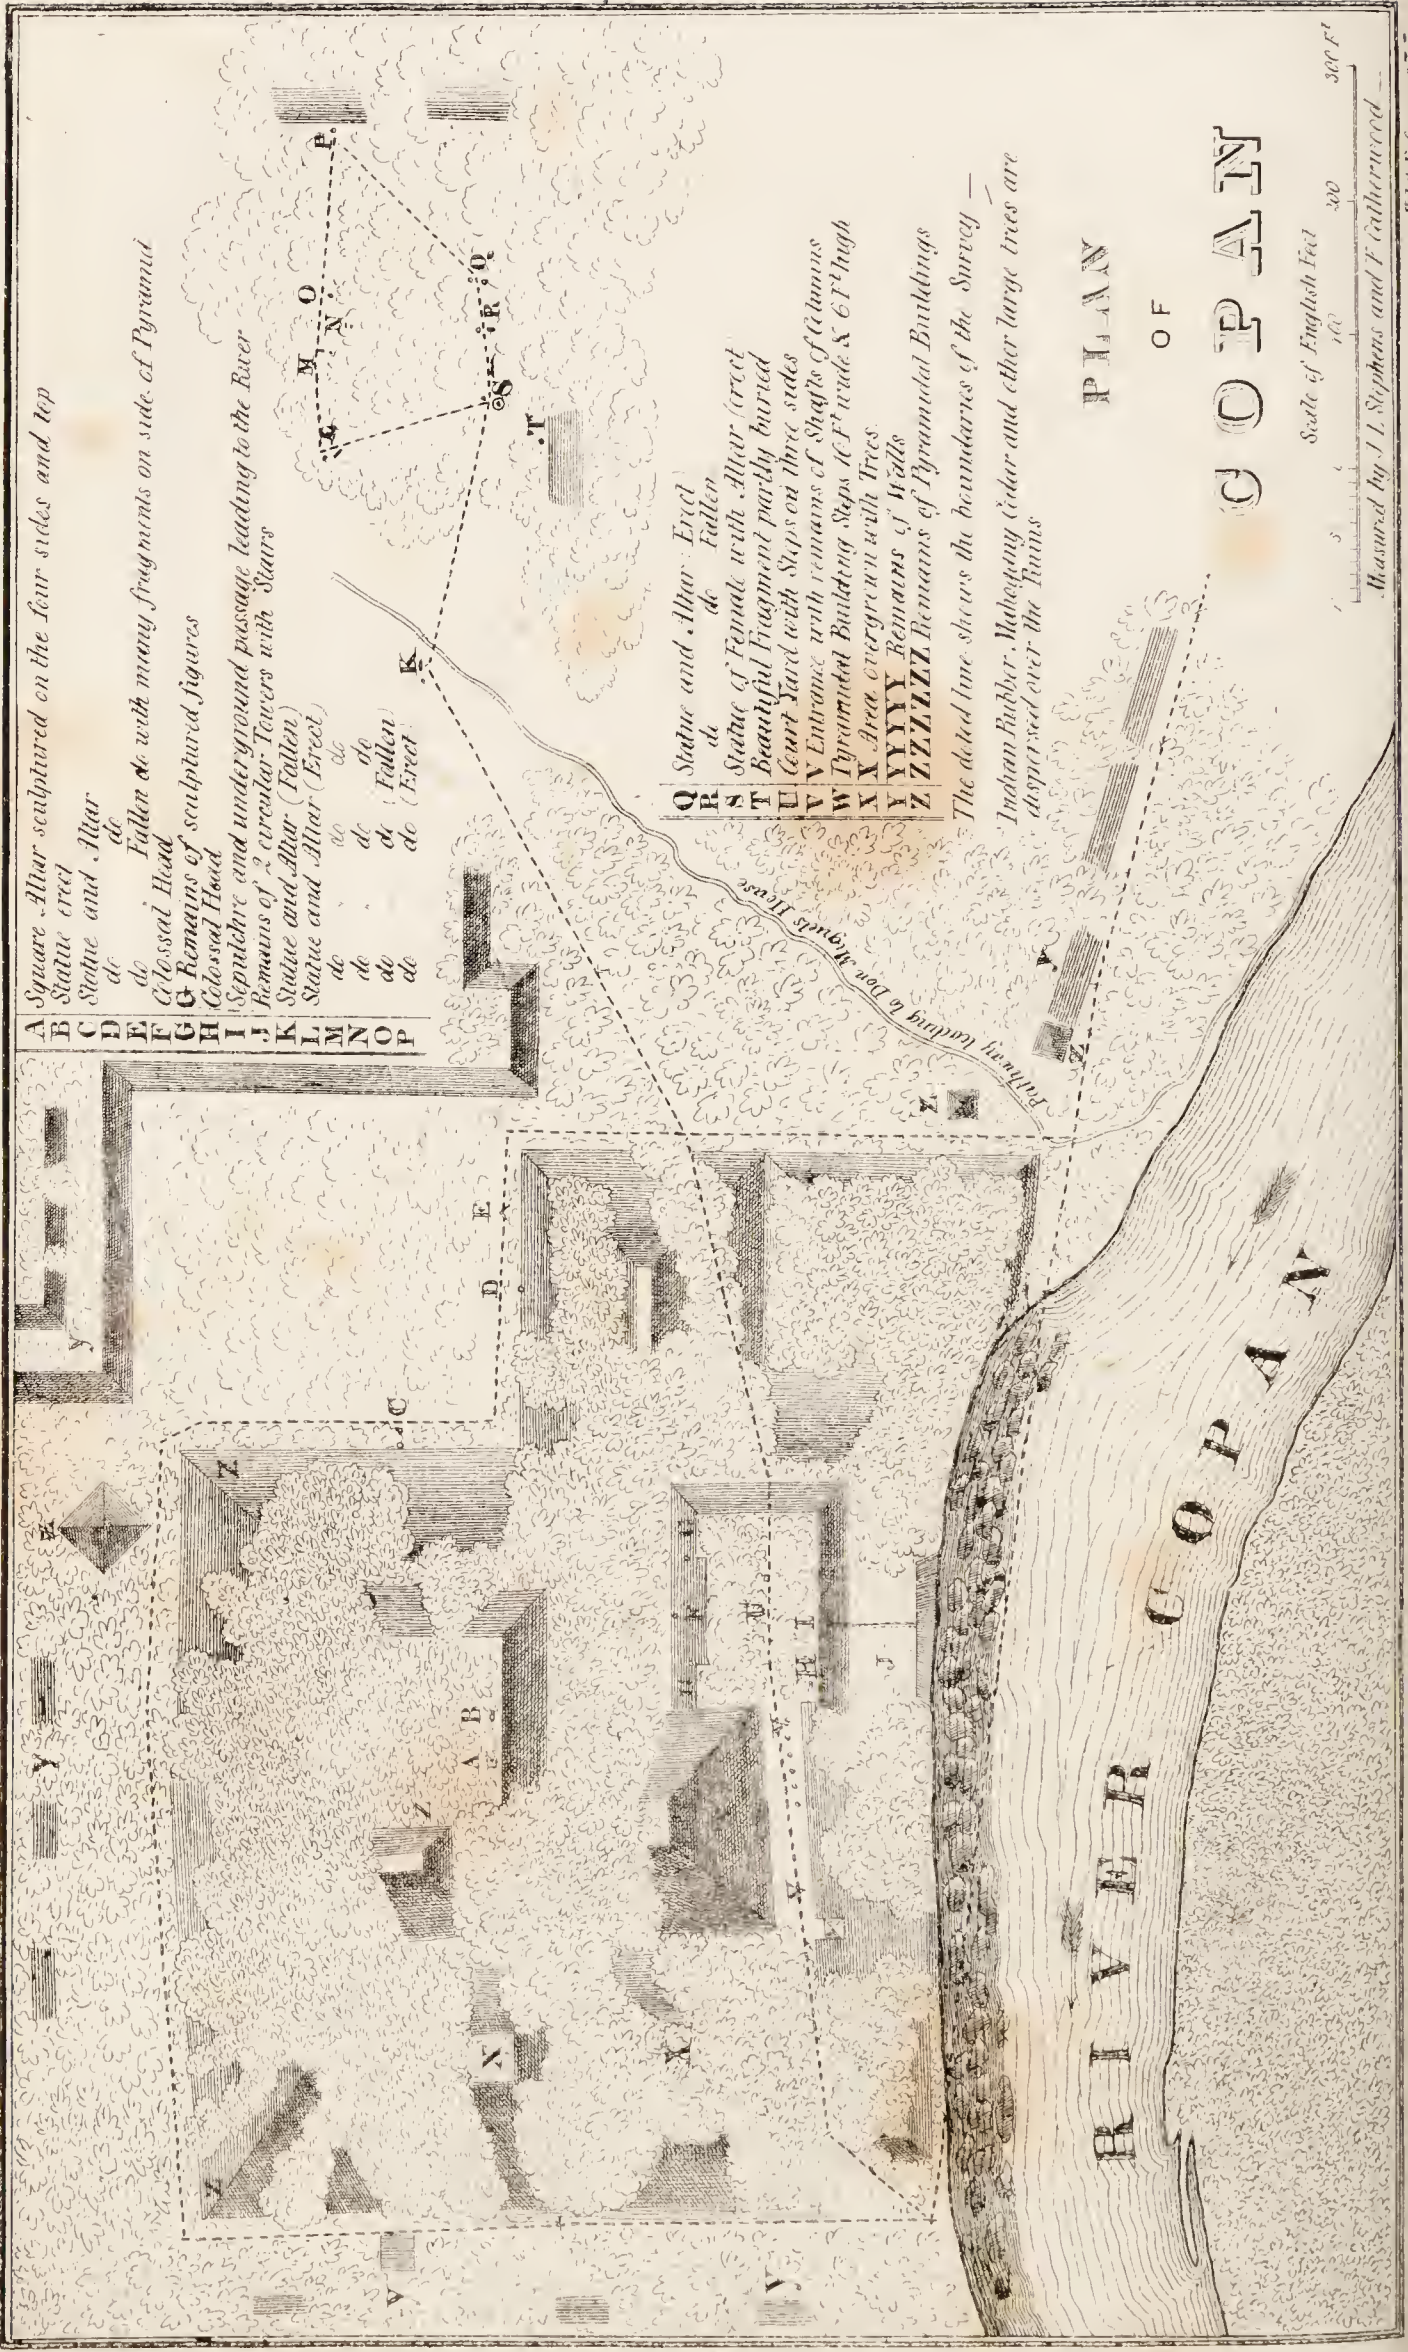 A Square Altar sculptured on the four sides and top
B Statue erect
C Statue and Altar
D do do
E do Fallen do with many fragments on side of Pyramid
F Colossal Head
G G Remains of sculptured figures
H Colossal Head
I Sepulchre and underground passage leading to the River
J Remains of 2 circular Towers with Stairs
K Statue and Altar (Fallen)
L Statue and Altar (Erect)
M do do do
N do do do
O do do (Fallen)
P do do (Erect)
Q Statue and Altar Erect
R do do Fallen
S Statue of Female with Altar Erect
T Beautiful Fragment partly buried
U Court Yard with Steps on three sides
V V Entrance with remains of Shafts of Columns
W Pyramidal Building Steps 10 Ft wide & 6 Ft high
X X Area overgrown with Trees
Y YYYYY Remains of Walls
Z ZZZZZZZ Remains of Pyramidal Buildings
The doted line shews the boundaries of the Survey —
Indian Rubber, Mahogany Cedar and other large trees are
dispersed over the Ruins
PLAN
OF
COPAN
Scale of English Feet
100 200 300 Ft
Measured by J L Stephens and F Catherwood
Pathway leading to Don Miguels House
RIVER COPAN
L
M
N
O
P
Q
R
S
T
K
Z
Y
Z
E
D
C
Z
Z
Y
y
A
B
Z
G
U
H
I
J
V
X
X
Z